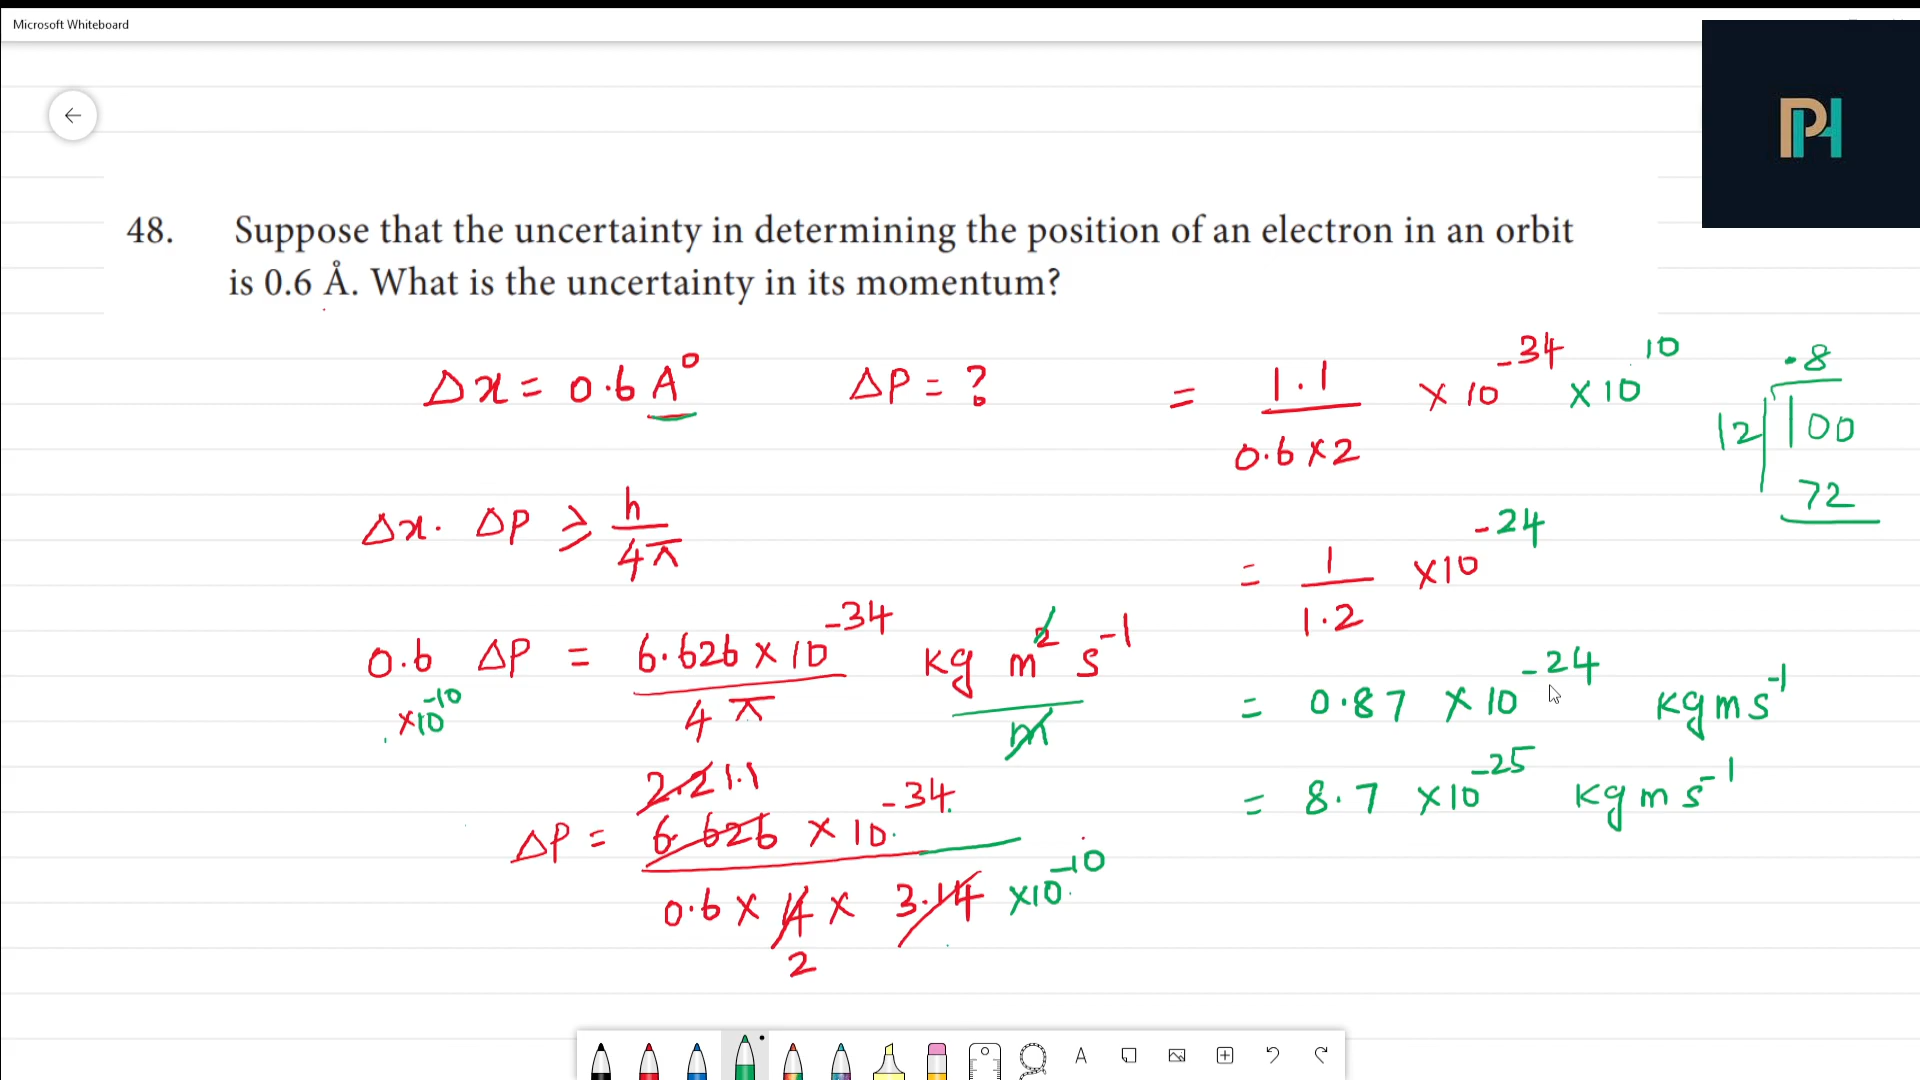 Microsoft Whiteboard
PH
48. Suppose that the uncertainty in determining the position of an electron in an orbit
is 0.6 Å. What is the uncertainty in its momentum?
Δx = 0.6 A⁰ ΔP = ?
Δx. ΔP ≥ h/4π
0.6 ×10⁻¹⁰ ΔP = 6.626 × 10⁻³⁴ / 4π kg m² s⁻¹ / m
2.2 1.1
ΔP = 6.626 × 10⁻³⁴ / 0.6 × 4 × 3.14 ×10⁻¹⁰
2
= 1.1 / 0.6×2 ×10⁻³⁴ ×10¹⁰
= 1 / 1.2 ×10⁻²⁴
= 0.87 ×10⁻²⁴ kg m s⁻¹
= 8.7 ×10⁻²⁵ kg m s⁻¹
.8
12 100
72
A